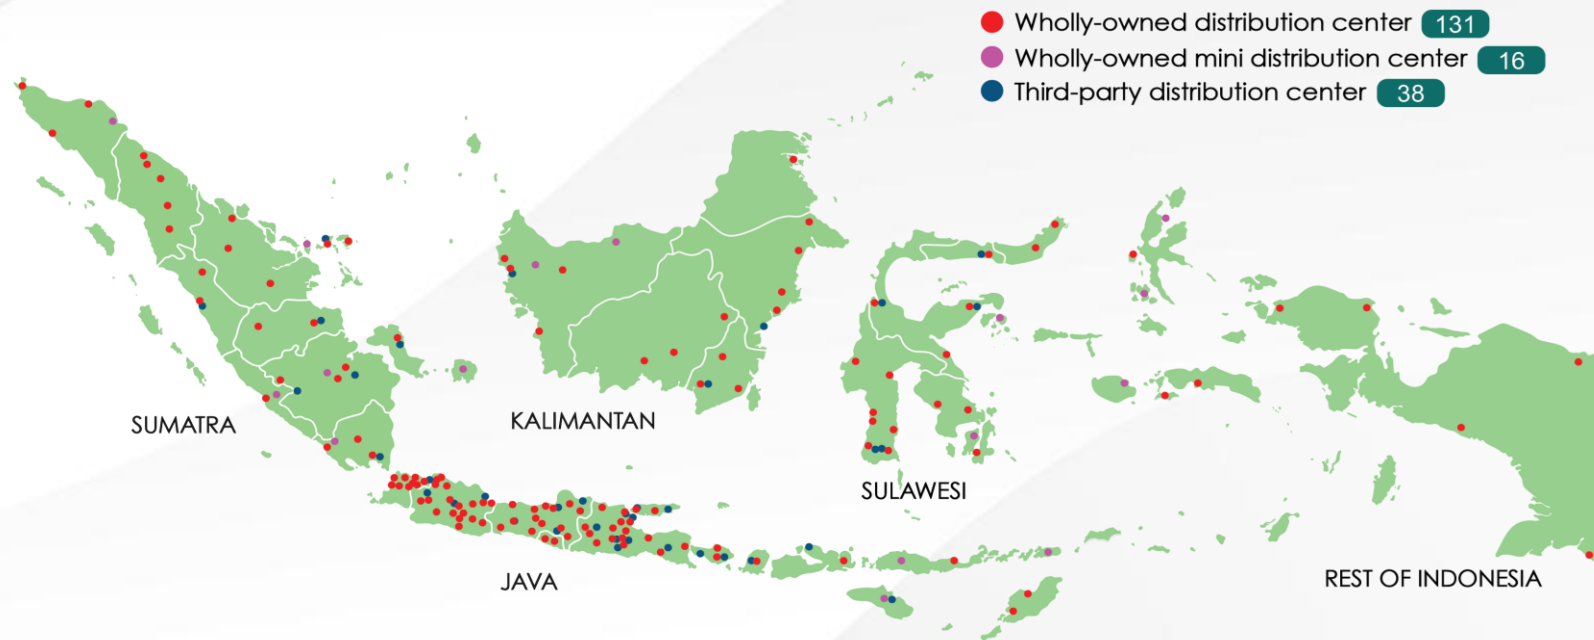 Wholly-owned distribution center 131
Wholly-owned mini distribution center 16
Third-party distribution center 38
SUMATRA
KALIMANTAN
SULAWESI
JAVA
REST OF INDONESIA